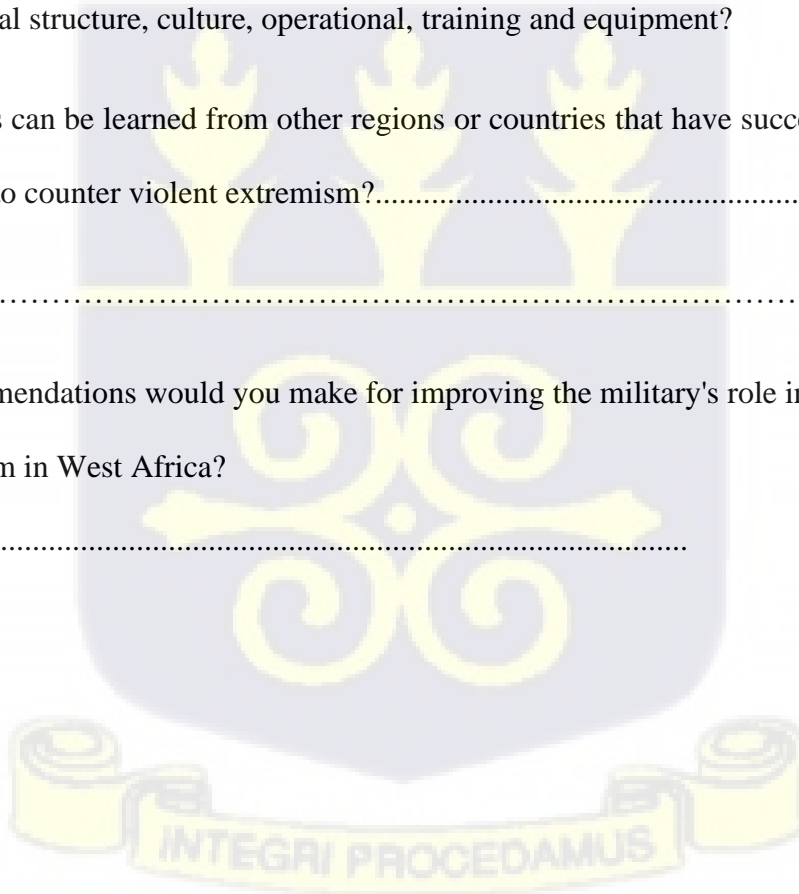 al structure, culture, operational, training and equipment?
s can be learned from other regions or countries that have succe
o counter violent extremism?..........................................................
……………………………………………………………………
mendations would you make for improving the military's role in
m in West Africa?
.......................................................................................
INTEGRI PROCEDAMUS